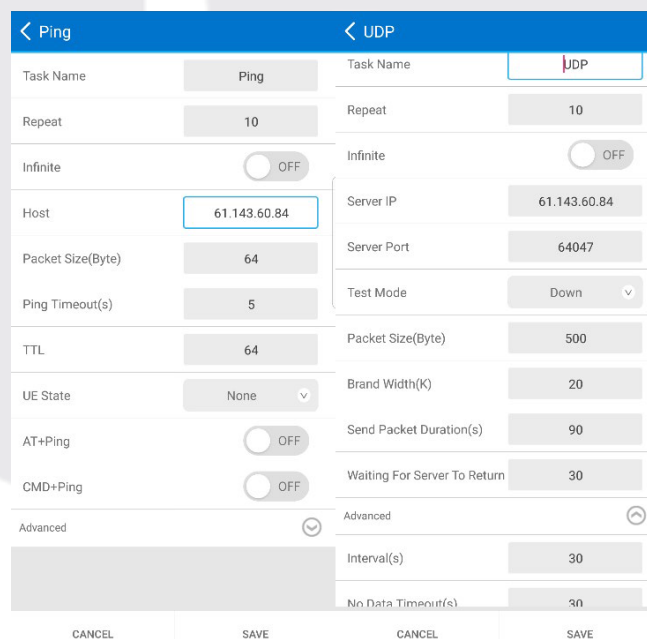 Ping
Task Name Ping
Repeat 10
Infinite OFF
Host 61.143.60.84
Packet Size(Byte) 64
Ping Timeout(s) 5
TTL 64
UE State None
AT+Ping OFF
CMD+Ping OFF
Advanced
CANCEL SAVE
UDP
Task Name UDP
Repeat 10
Infinite OFF
Server IP 61.143.60.84
Server Port 64047
Test Mode Down
Packet Size(Byte) 500
Brand Width(K) 20
Send Packet Duration(s) 90
Waiting For Server To Return 30
Advanced
Interval(s) 30
No Data Timeout(s) 30
CANCEL SAVE